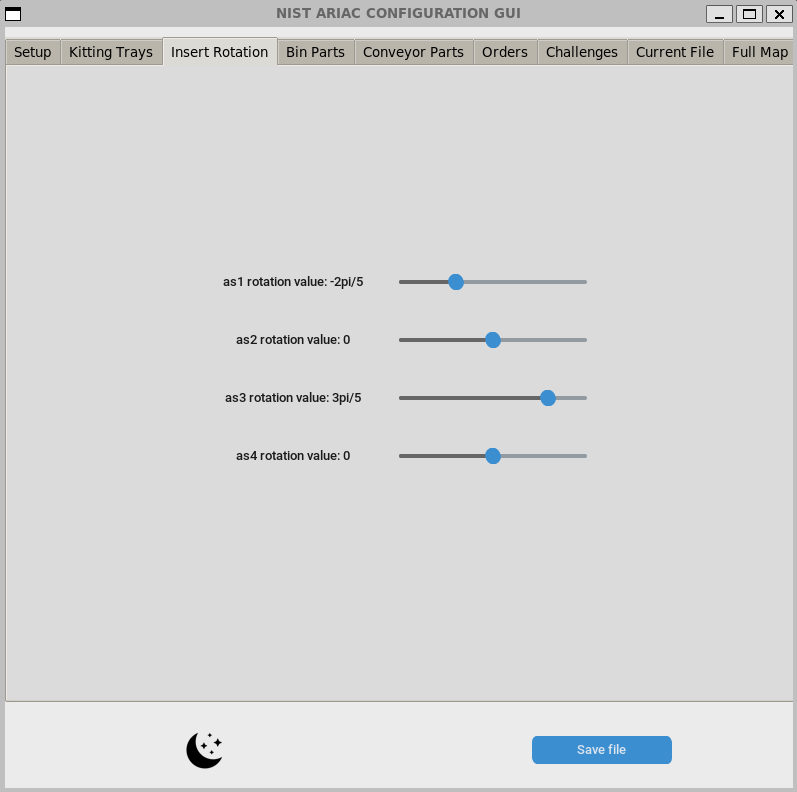 NIST ARIAC CONFIGURATION GUI
Setup Kitting Trays Insert Rotation Bin Parts Conveyor Parts Orders Challenges Current File Full Map
as1 rotation value: -2pi/5
as2 rotation value: 0
as3 rotation value: 3pi/5
as4 rotation value: 0
Save file